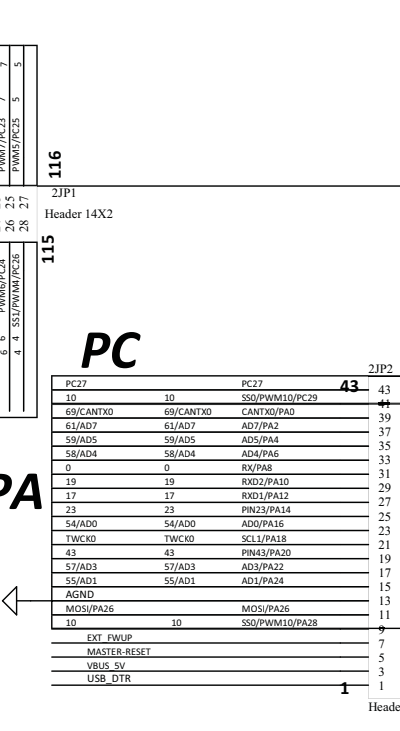 7 7 PWM7/PC23
5 5 PWM5/PC25
116
2JP1
26 25
28 27
Header 14X2
115
6 6 PWM6/PC24
4 4 SS1/PWM4/PC26
PC
2JP2
PC27 PC27 43 43
10 10 SS0/PWM10/PC29 41
69/CANTX0 69/CANTX0 CANTX0/PA0 39
61/AD7 61/AD7 AD7/PA2 37
59/AD5 59/AD5 AD5/PA4 35
58/AD4 58/AD4 AD4/PA6 33
0 0 RX/PA8 31
PA
19 19 RXD2/PA10 29
17 17 RXD1/PA12 27
23 23 PIN23/PA14 25
54/AD0 54/AD0 AD0/PA16 23
TWCK0 TWCK0 SCL1/PA18 21
43 43 PIN43/PA20 19
57/AD3 57/AD3 AD3/PA22 17
55/AD1 55/AD1 AD1/PA24 15
AGND 13
MOSI/PA26 MOSI/PA26 11
10 10 SS0/PWM10/PA28 9
EXT_FWUP 7
MASTER-RESET 5
VBUS_5V 3
USB_DTR 1 1
Heade